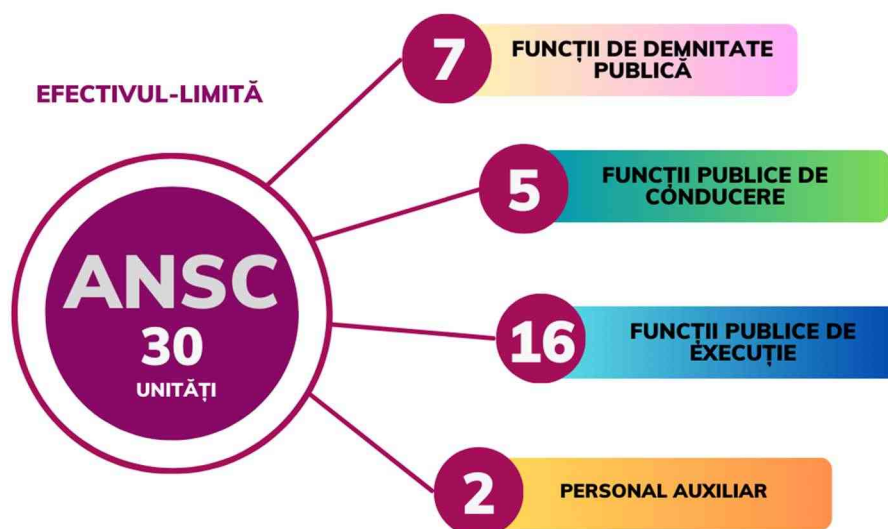 EFECTIVUL-LIMITĂ
ANSC
30
UNITĂȚI
7
FUNCȚII DE DEMNITATE
PUBLICĂ
5
FUNCȚII PUBLICE DE
CONDUCERE
16
FUNCȚII PUBLICE DE
EXECUȚIE
2
PERSONAL AUXILIAR